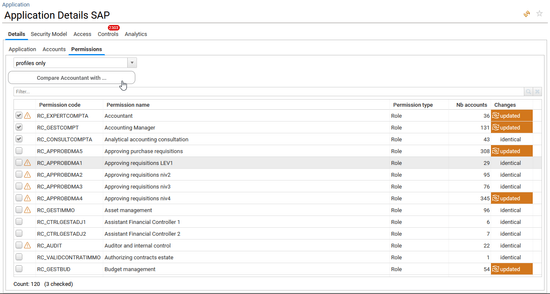 Application
Application Details SAP
Details Security Model Access Controls Analytics
Application Accounts Permissions
profiles only
Compare Accountant with ...
Filter...
Permission code Permission name Permission type Nb accounts Changes
RC_EXPERTCOMPTA Accountant Role 36 updated
RC_GESTCOMPT Accounting Manager Role 131 updated
RC_CONSULTCOMPTA Analytical accounting consultation Role 43 identical
RC_APPROBDMA5 Approving purchase requisitions Role 308 updated
RC_APPROBDMA1 Approving requisitions LEV1 Role 29 identical
RC_APPROBDMA2 Approving requisitions niv2 Role 95 identical
RC_APPROBDMA3 Approving requisitions niv3 Role 76 identical
RC_APPROBDMA4 Approving requisitions niv4 Role 345 updated
RC_GESTIMMO Asset management Role 96 identical
RC_CTRLGESTADJ1 Assistant Financial Controller 1 Role 6 identical
RC_CTRLGESTADJ2 Assistant Financial Controller 2 Role 7 identical
RC_AUDIT Auditor and internal control Role 22 identical
RC_VALIDCONTRATIMMO Authorizing contracts estate Role 1 identical
RC_GESTBUD Budget management Role 54 updated
Count: 120 (3 checked)